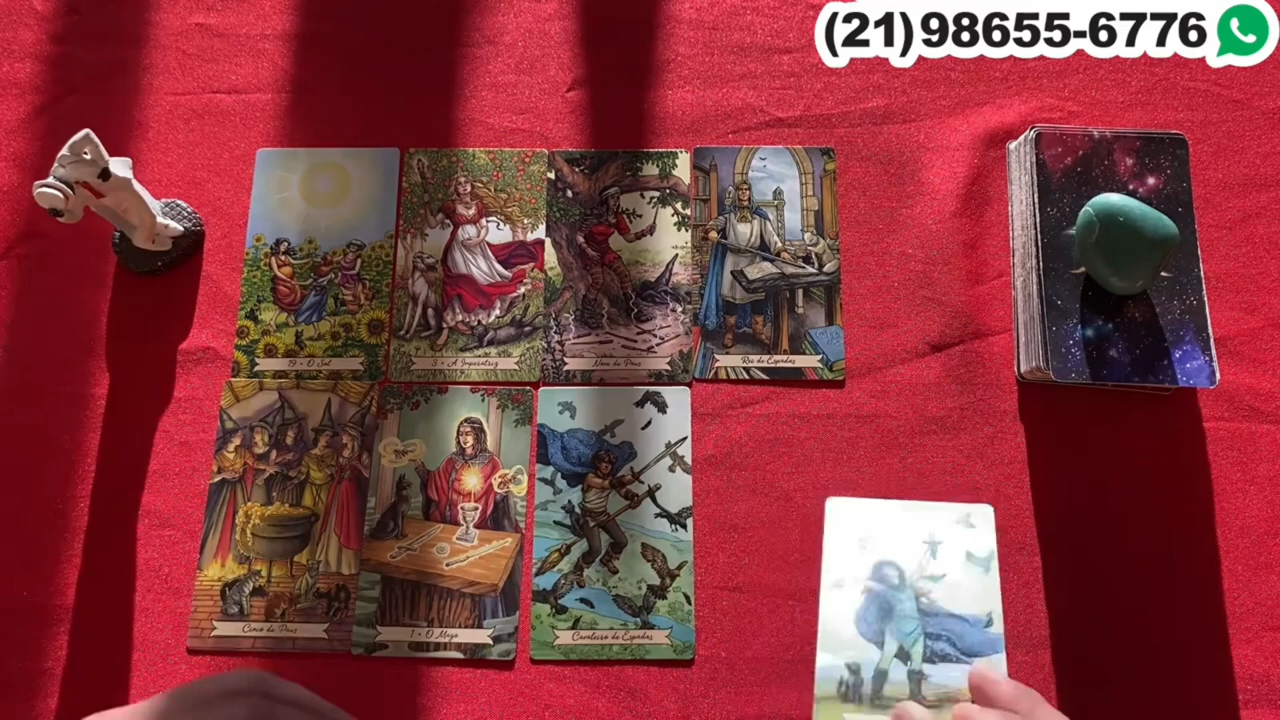 (21)98655-6776
19 • O Sol
3 • A Imperatriz
Nove de Paus
Rei de Espadas
Cinco de Paus
1 • O Mago
Cavaleiro de Espadas